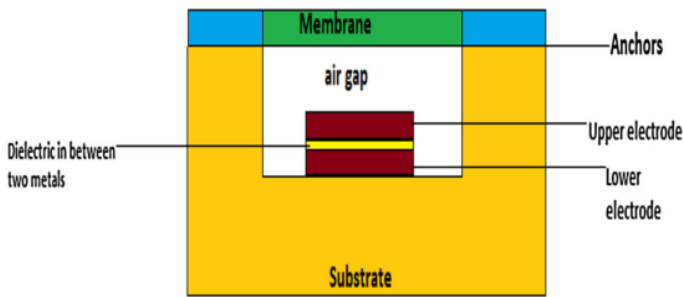 Membrane
Anchors
air gap
Upper electrode
Dielectric in between
two metals
Lower
electrode
Substrate